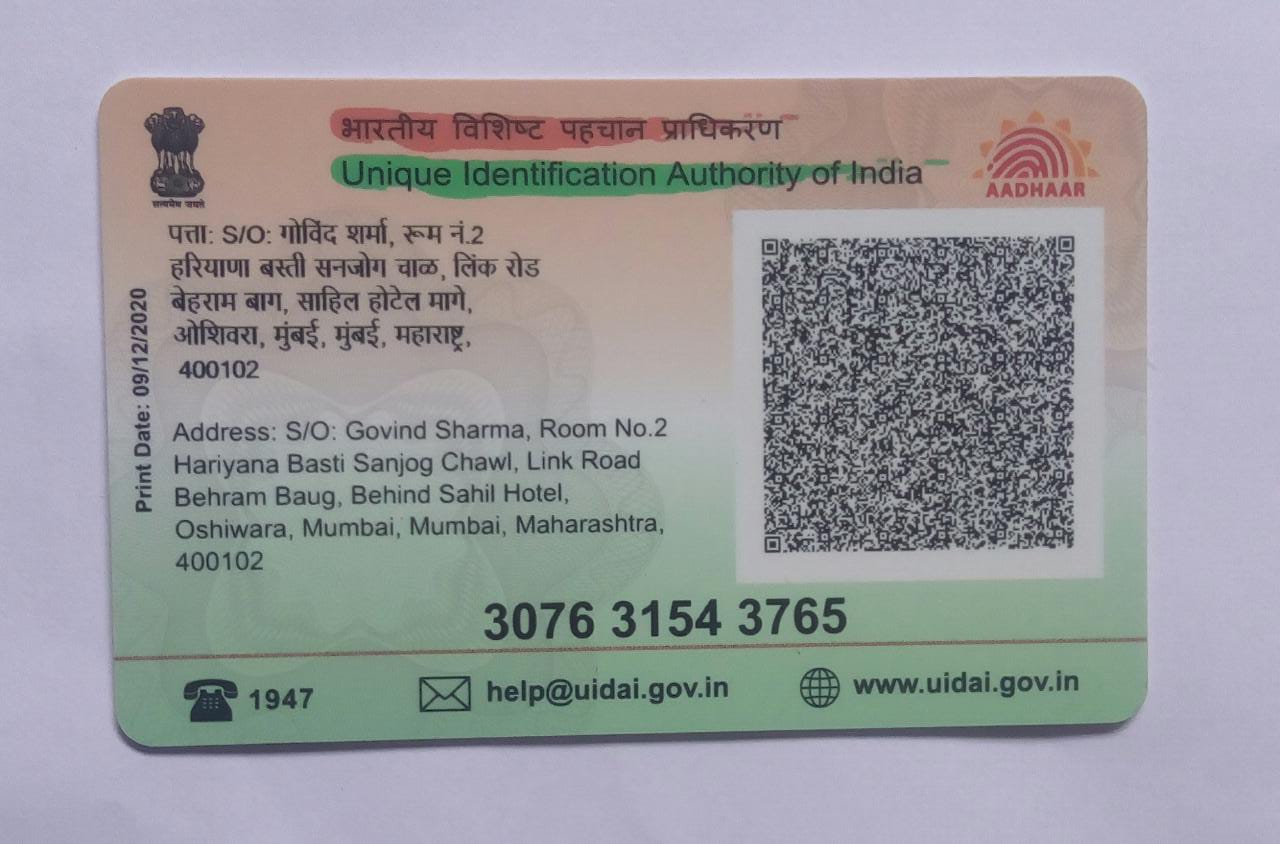 भारतीय विशिष्ट पहचान प्राधिकरण
Unique Identification Authority of India
AADHAAR
सत्यमेव जयते
पत्ता: S/O: गोविंद शर्मा, रूम नं.2
हरियाणा बस्ती सनजोग चाळ, लिंक रोड
बेहराम बाग, साहिल होटेल मागे,
ओशिवरा, मुंबई, मुंबई, महाराष्ट्र,
400102
Print Date: 09/12/2020
Address: S/O: Govind Sharma, Room No.2
Hariyana Basti Sanjog Chawl, Link Road
Behram Baug, Behind Sahil Hotel,
Oshiwara, Mumbai, Mumbai, Maharashtra,
400102
3076 3154 3765
1947
help@uidai.gov.in
www.uidai.gov.in